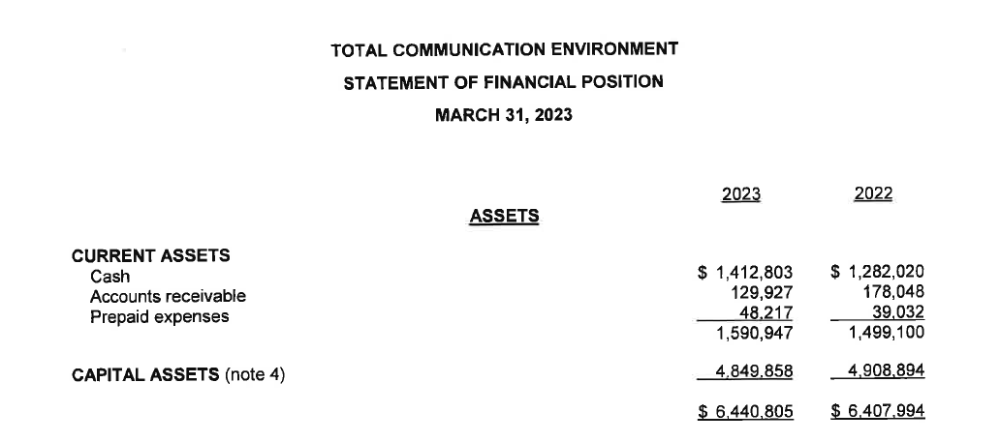 TOTAL COMMUNICATION ENVIRONMENT
STATEMENT OF FINANCIAL POSITION
MARCH 31, 2023
2023 2022
ASSETS
CURRENT ASSETS
Cash $ 1,412,803 $ 1,282,020
Accounts receivable 129,927 178,048
Prepaid expenses 48,217 39,032
1,590,947 1,499,100
CAPITAL ASSETS (note 4) 4,849,858 4,908,894
$ 6,440,805 $ 6,407,994